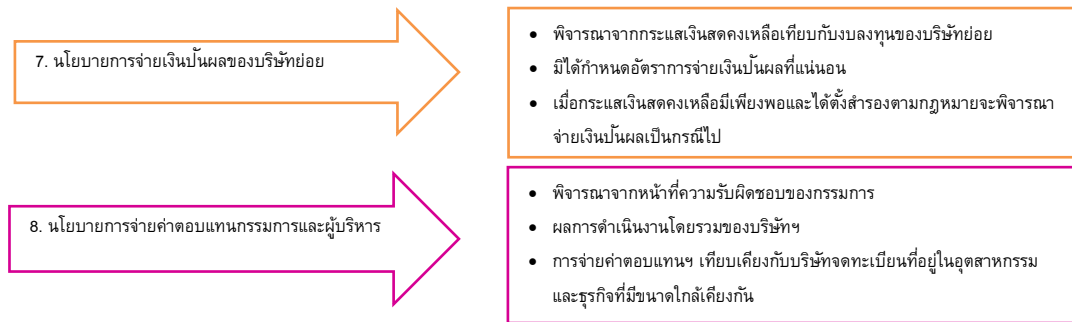 7. นโยบายการจ่ายเงินปันผลของบริษัทย่อย
• พิจารณาจากกระแสเงินสดคงเหลือเทียบกับงบลงทุนของบริษัทย่อย
• มิได้กำหนดอัตราการจ่ายเงินปันผลที่แน่นอน
• เมื่อกระแสเงินสดคงเหลือมีเพียงพอและได้ตั้งสำรองตามกฎหมายจะพิจารณา
จ่ายเงินปันผลเป็นกรณีไป
8. นโยบายการจ่ายค่าตอบแทนกรรมการและผู้บริหาร
• พิจารณาจากหน้าที่ความรับผิดชอบของกรรมการ
• ผลการดำเนินงานโดยรวมของบริษัทฯ
• การจ่ายค่าตอบแทนฯ เทียบเคียงกับบริษัทจดทะเบียนที่อยู่ในอุตสาหกรรม
และธุรกิจที่มีขนาดใกล้เคียงกัน